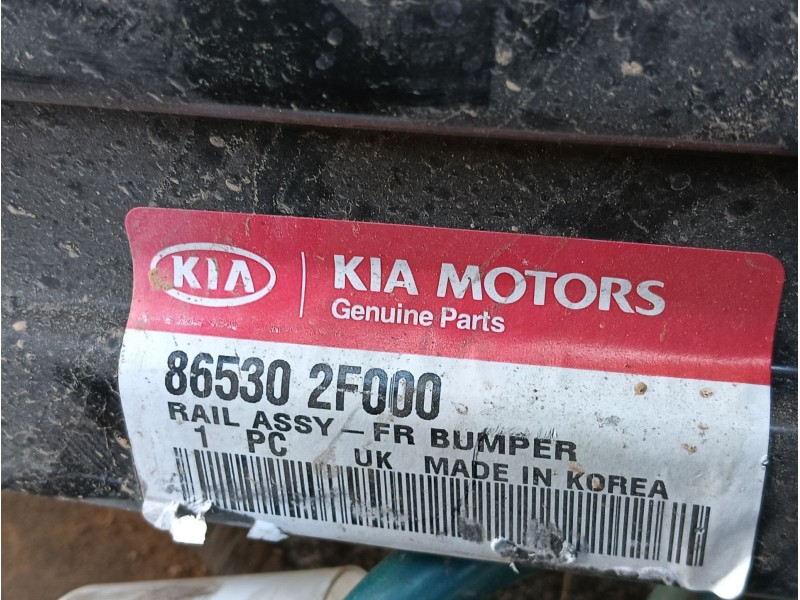 KIA
KIA MOTORS
Genuine Parts
86530 2F000
RAIL ASSY - FR BUMPER
1 PC UK MADE IN KOREA